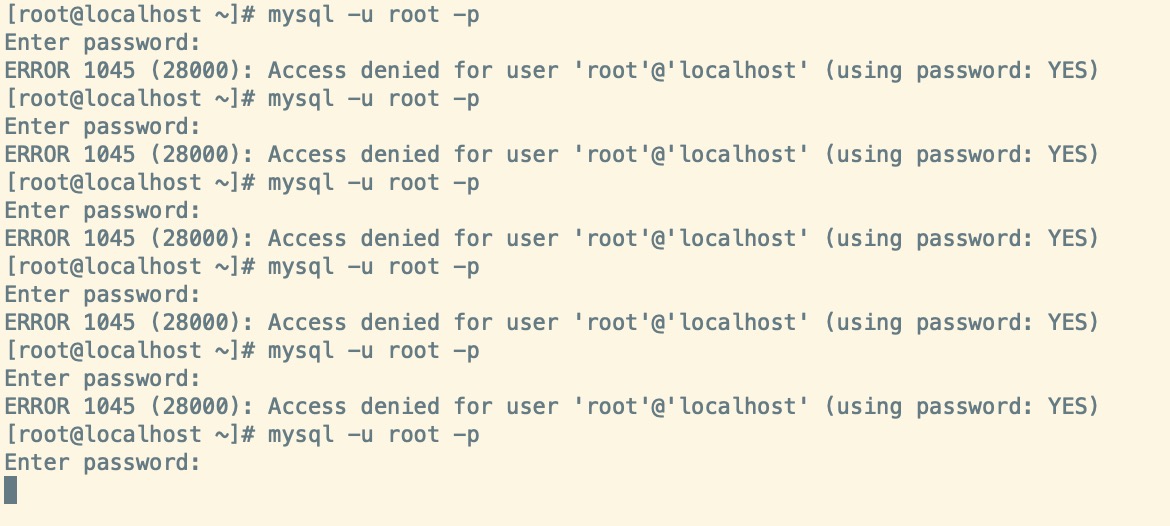 [root@localhost ~]# mysql -u root -p
Enter password:
ERROR 1045 (28000): Access denied for user 'root'@'localhost' (using password: YES)
[root@localhost ~]# mysql -u root -p
Enter password:
ERROR 1045 (28000): Access denied for user 'root'@'localhost' (using password: YES)
[root@localhost ~]# mysql -u root -p
Enter password:
ERROR 1045 (28000): Access denied for user 'root'@'localhost' (using password: YES)
[root@localhost ~]# mysql -u root -p
Enter password:
ERROR 1045 (28000): Access denied for user 'root'@'localhost' (using password: YES)
[root@localhost ~]# mysql -u root -p
Enter password:
ERROR 1045 (28000): Access denied for user 'root'@'localhost' (using password: YES)
[root@localhost ~]# mysql -u root -p
Enter password: